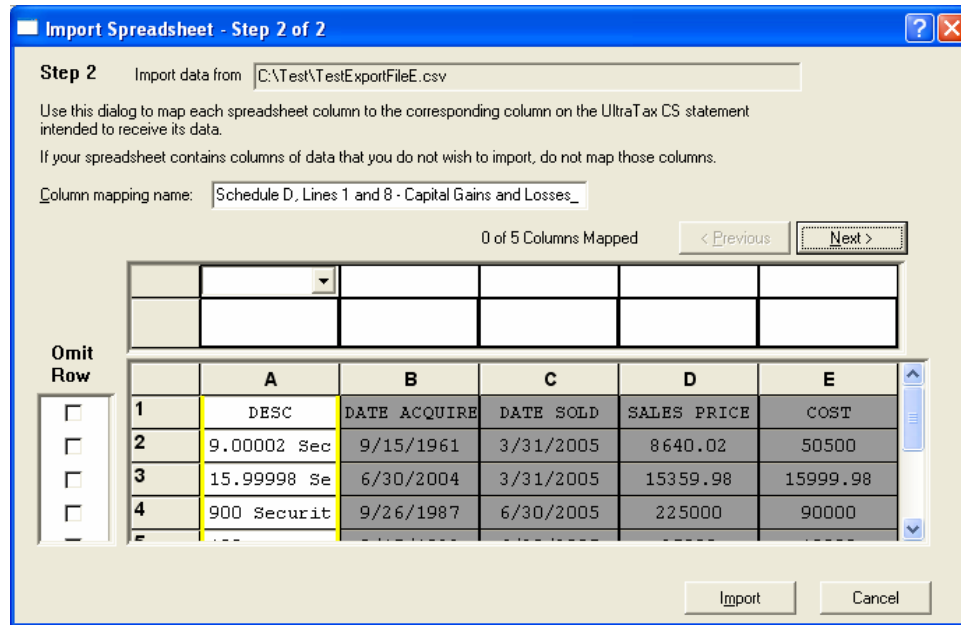 Import Spreadsheet - Step 2 of 2
Step 2 Import data from C:\Test\TestExportFileE.csv
Use this dialog to map each spreadsheet column to the corresponding column on the UltraTax CS statement
intended to receive its data.
If your spreadsheet contains columns of data that you do not wish to import, do not map those columns.
Column mapping name: Schedule D, Lines 1 and 8 - Capital Gains and Losses_
0 of 5 Columns Mapped < Previous Next >
Omit
Row A B C D E
1 DESC DATE ACQUIRE DATE SOLD SALES PRICE COST
2 9.00002 Sec 9/15/1961 3/31/2005 8640.02 50500
3 15.99998 Se 6/30/2004 3/31/2005 15359.98 15999.98
4 900 Securit 9/26/1987 6/30/2005 225000 90000
Import Cancel